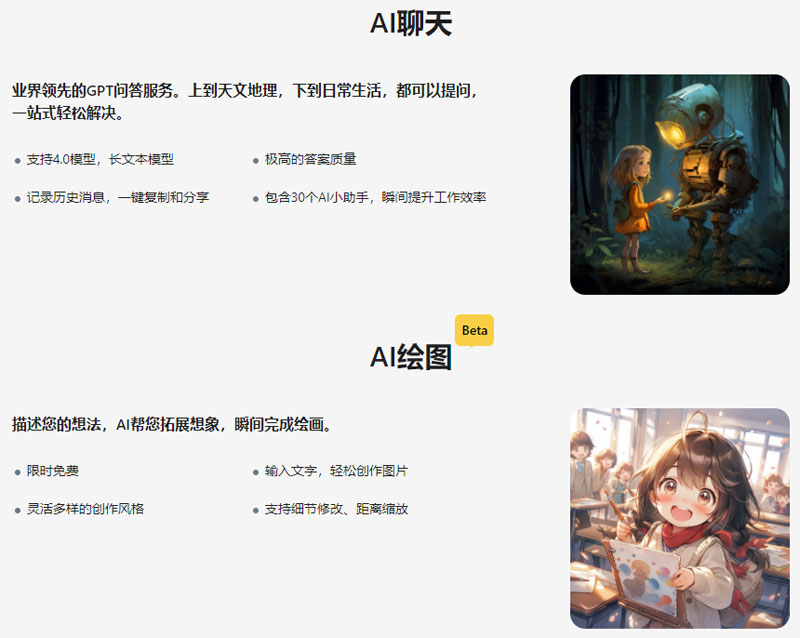 AI聊天
业界领先的GPT问答服务。上到天文地理，下到日常生活，都可以提问，
一站式轻松解决。
支持4.0模型，长文本模型
极高的答案质量
记录历史消息，一键复制和分享
包含30个AI小助手，瞬间提升工作效率
Beta
AI绘图
描述您的想法，AI帮您拓展想象，瞬间完成绘画。
限时免费
输入文字，轻松创作图片
灵活多样的创作风格
支持细节修改、距离缩放